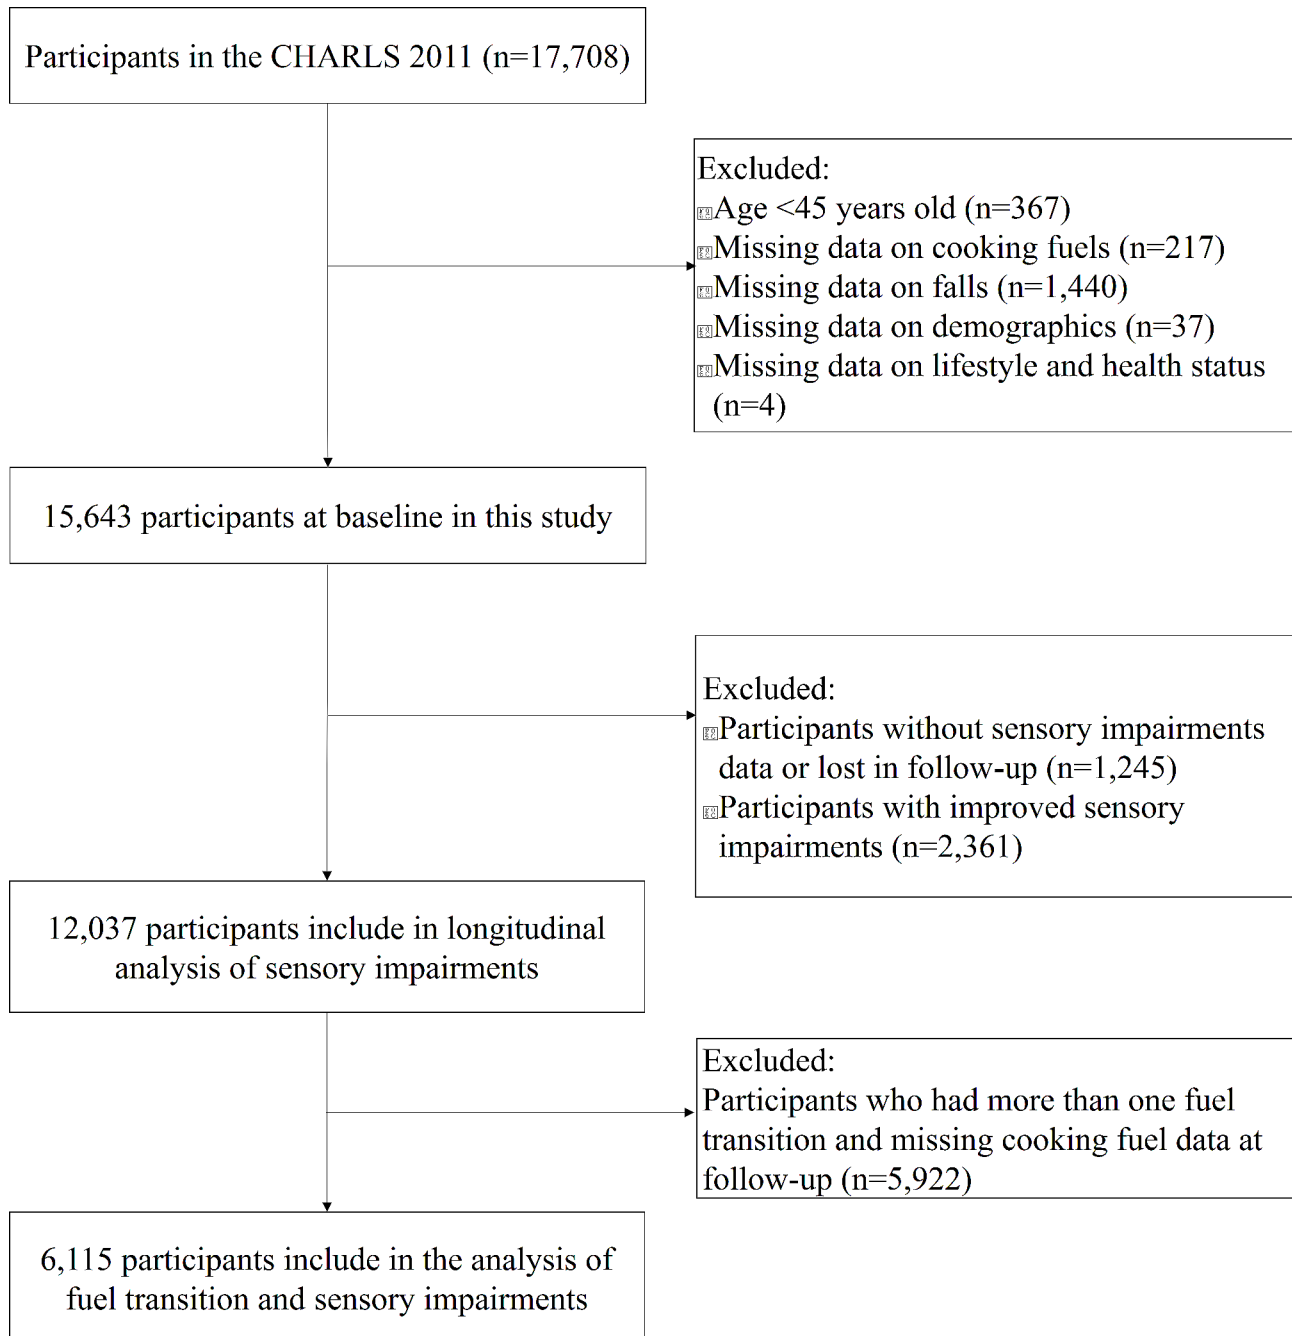 Participants in the CHARLS 2011 (n=17,708)
Excluded:
Age <45 years old (n=367)
Missing data on cooking fuels (n=217)
Missing data on falls (n=1,440)
Missing data on demographics (n=37)
Missing data on lifestyle and health status
(n=4)
15,643 participants at baseline in this study
Excluded:
Participants without sensory impairments
data or lost in follow-up (n=1,245)
Participants with improved sensory
impairments (n=2,361)
12,037 participants include in longitudinal
analysis of sensory impairments
Excluded:
Participants who had more than one fuel
transition and missing cooking fuel data at
follow-up (n=5,922)
6,115 participants include in the analysis of
fuel transition and sensory impairments